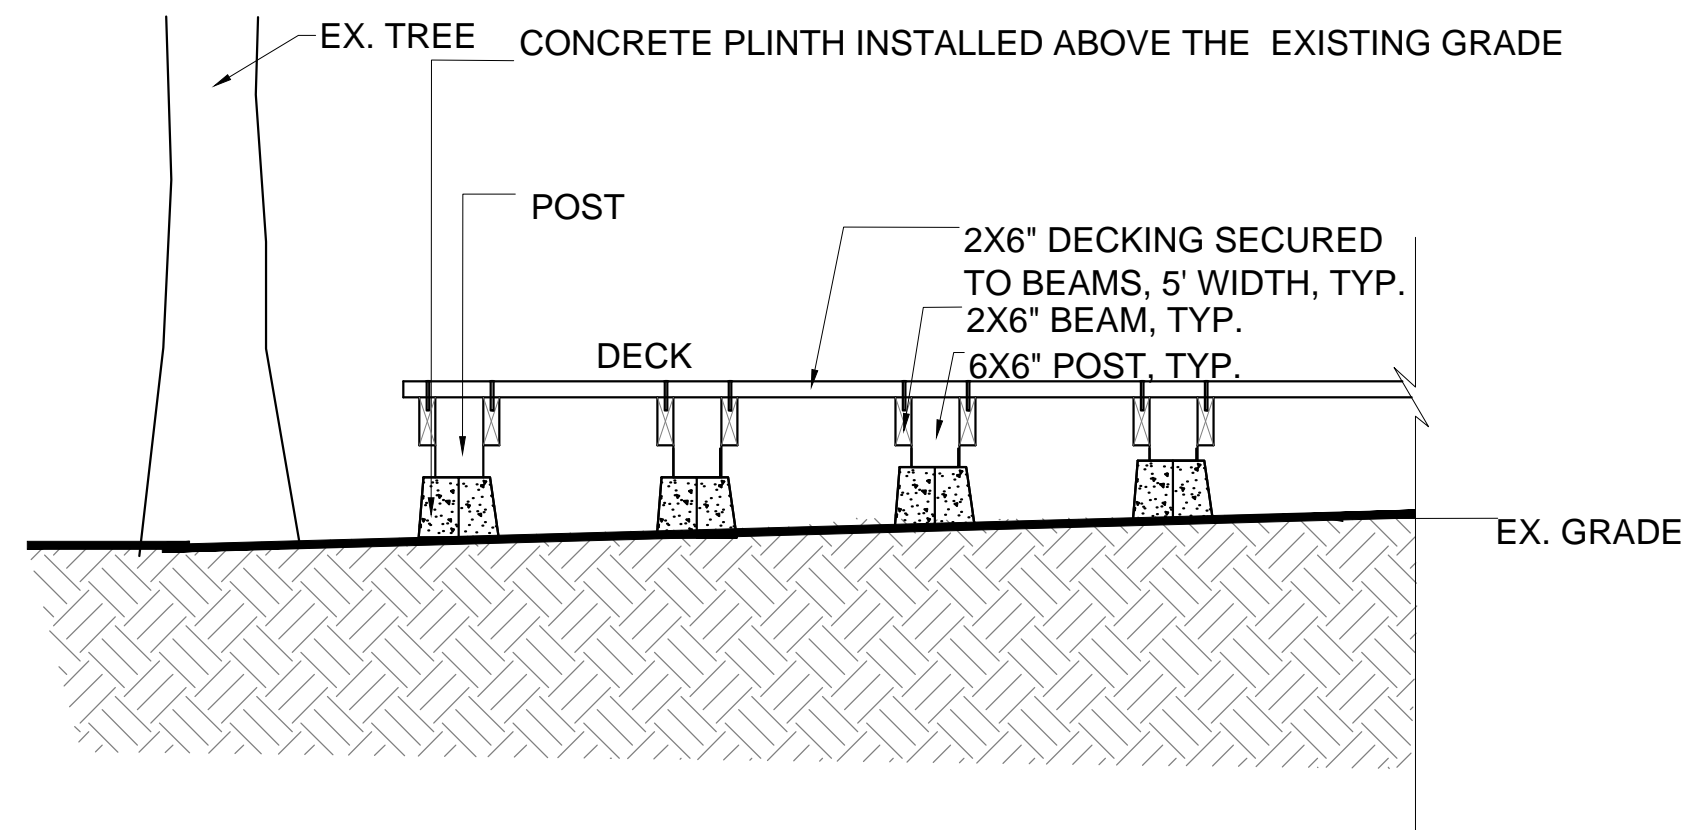 EX. TREE
CONCRETE PLINTH INSTALLED ABOVE THE EXISTING GRADE
POST
2X6" DECKING SECURED
TO BEAMS, 5' WIDTH, TYP.
2X6" BEAM, TYP.
DECK
6X6" POST, TYP.
EX. GRADE